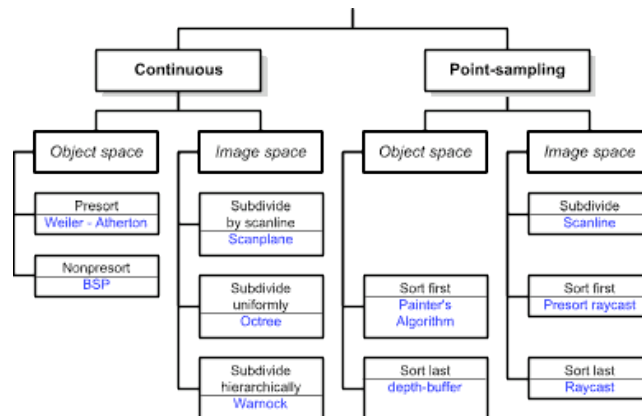 Continuous
Point-sampling
Object space
Image space
Object space
Image space
Presort
Weiler - Atherton
Nonpresort
BSP
Subdivide
by scanline
Scanplane
Subdivide
uniformly
Octree
Subdivide
hierarchically
Warnock
Sort first
Painter's
Algorithm
Sort last
depth-buffer
Subdivide
Scanline
Sort first
Presort raycast
Sort last
Raycast